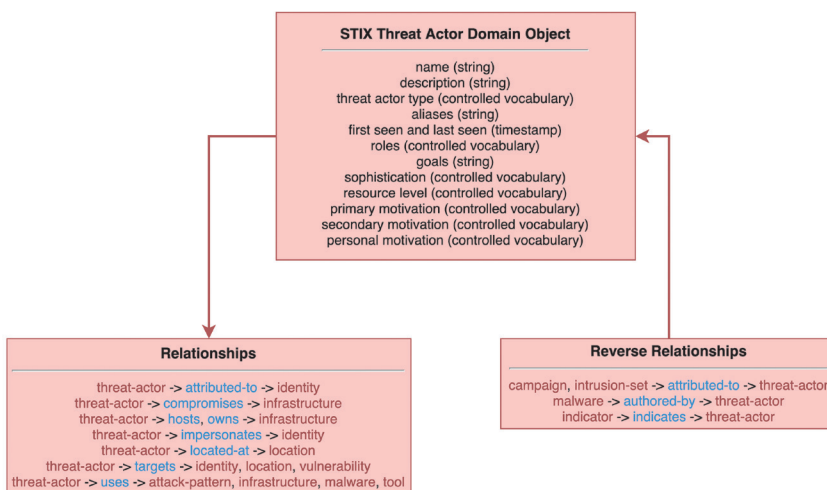 STIX Threat Actor Domain Object
name (string)
description (string)
threat actor type (controlled vocabulary)
aliases (string)
first seen and last seen (timestamp)
roles (controlled vocabulary)
goals (string)
sophistication (controlled vocabulary)
resource level (controlled vocabulary)
primary motivation (controlled vocabulary)
secondary motivation (controlled vocabulary)
personal motivation (controlled vocabulary)
Relationships
threat-actor -> attributed-to -> identity
threat-actor -> compromises -> infrastructure
threat-actor -> hosts, owns -> infrastructure
threat-actor -> impersonates -> identity
threat-actor -> located-at -> location
threat-actor -> targets -> identity, location, vulnerability
threat-actor -> uses -> attack-pattern, infrastructure, malware, tool
Reverse Relationships
campaign, intrusion-set -> attributed-to -> threat-actor
malware -> authored-by -> threat-actor
indicator -> indicates -> threat-actor